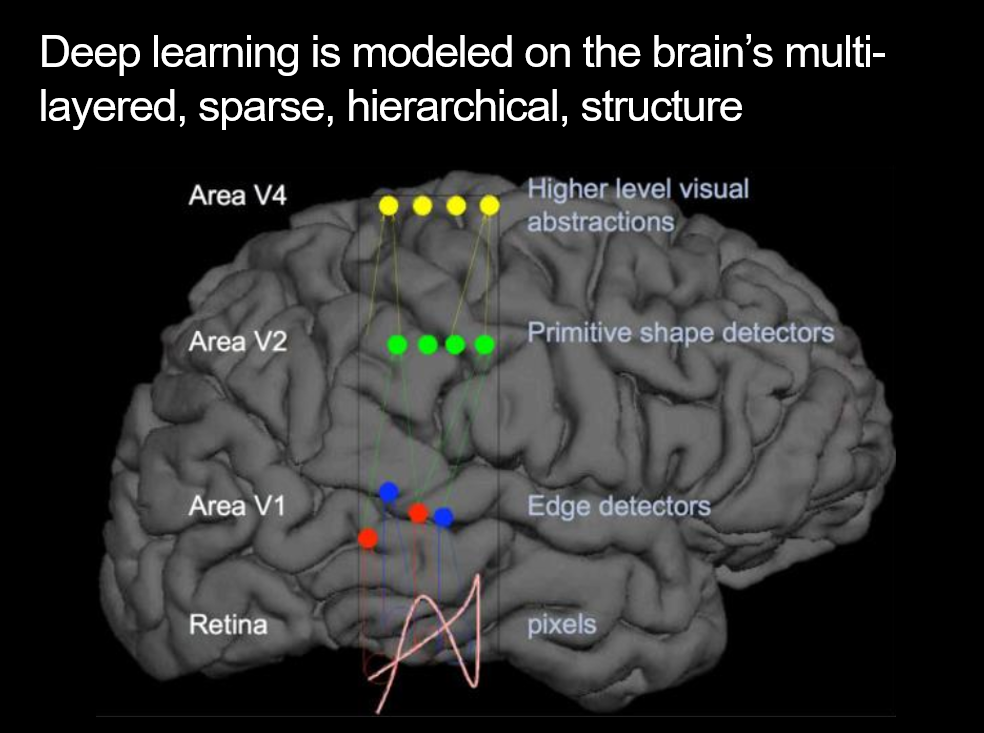 Deep learning is modeled on the brain’s multi-
layered, sparse, hierarchical, structure
Area V4
Higher level visual
abstractions
Area V2
Primitive shape detectors
Area V1
Edge detectors
Retina
pixels